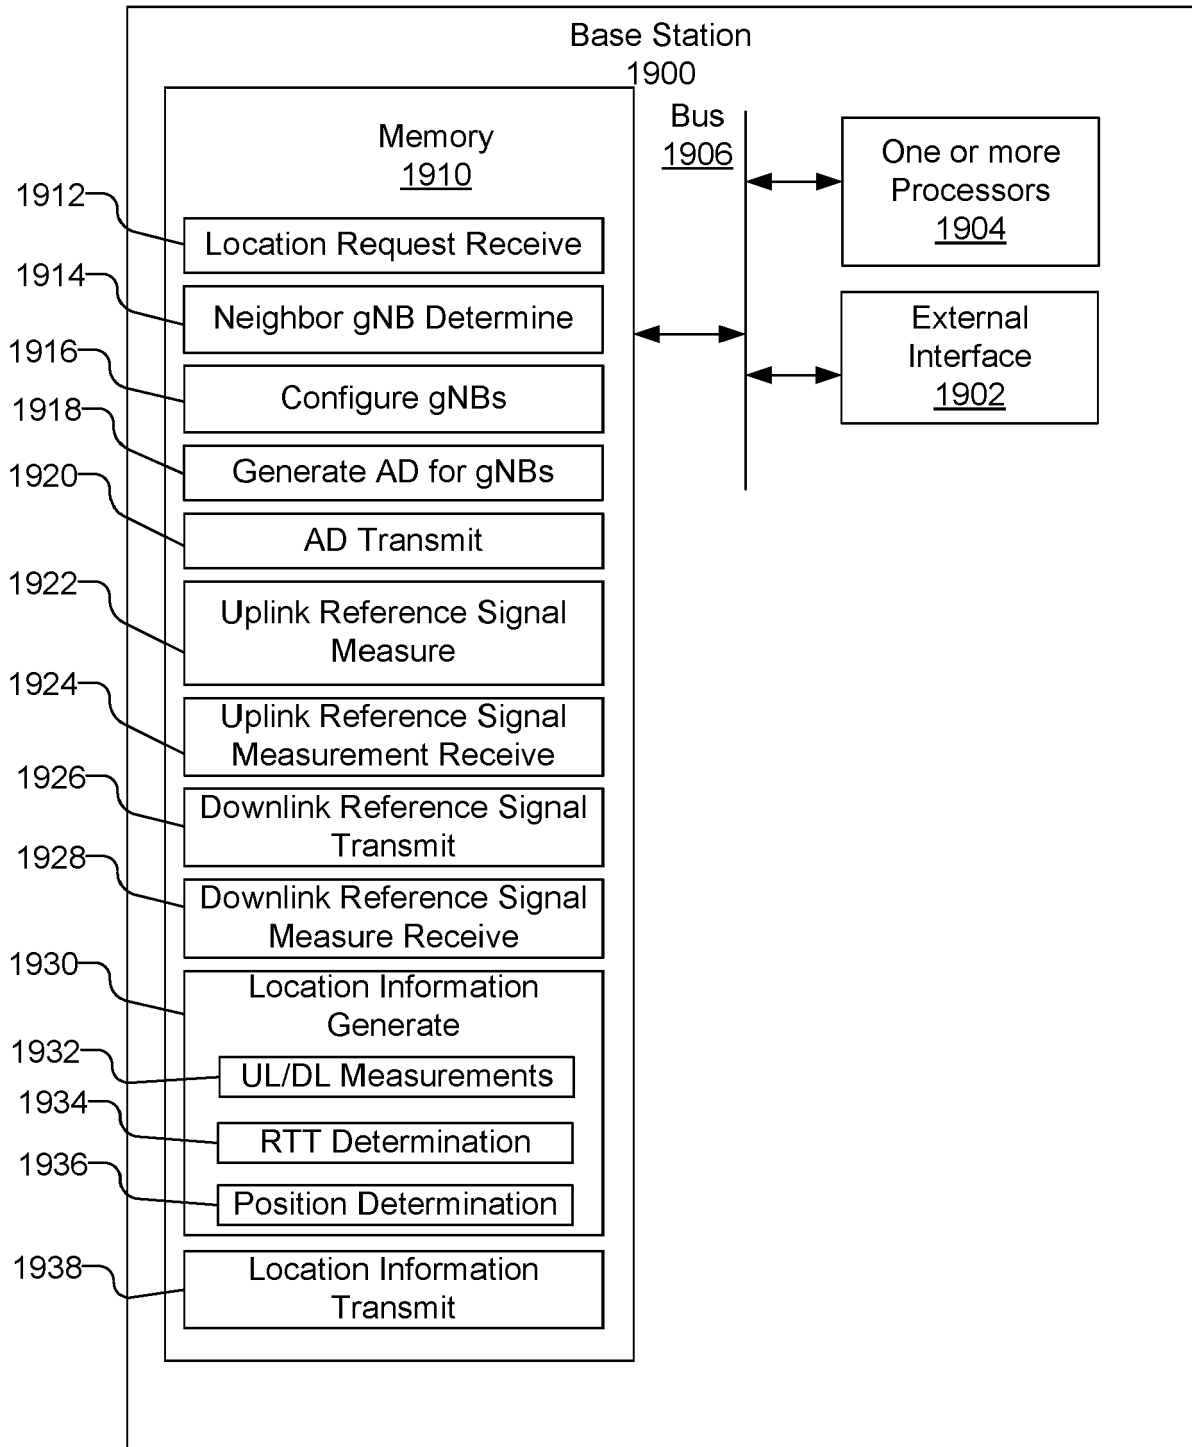 Base Station
1900
Memory
1910
Bus
1906
One or more
Processors
1904
External
Interface
1902
1912
Location Request Receive
1914
Neighbor gNB Determine
1916
Configure gNBs
1918
Generate AD for gNBs
1920
AD Transmit
1922
Uplink Reference Signal
Measure
1924
Uplink Reference Signal
Measurement Receive
1926
Downlink Reference Signal
Transmit
1928
Downlink Reference Signal
Measure Receive
1930
Location Information
Generate
1932
UL/DL Measurements
1934
RTT Determination
1936
Position Determination
1938
Location Information
Transmit